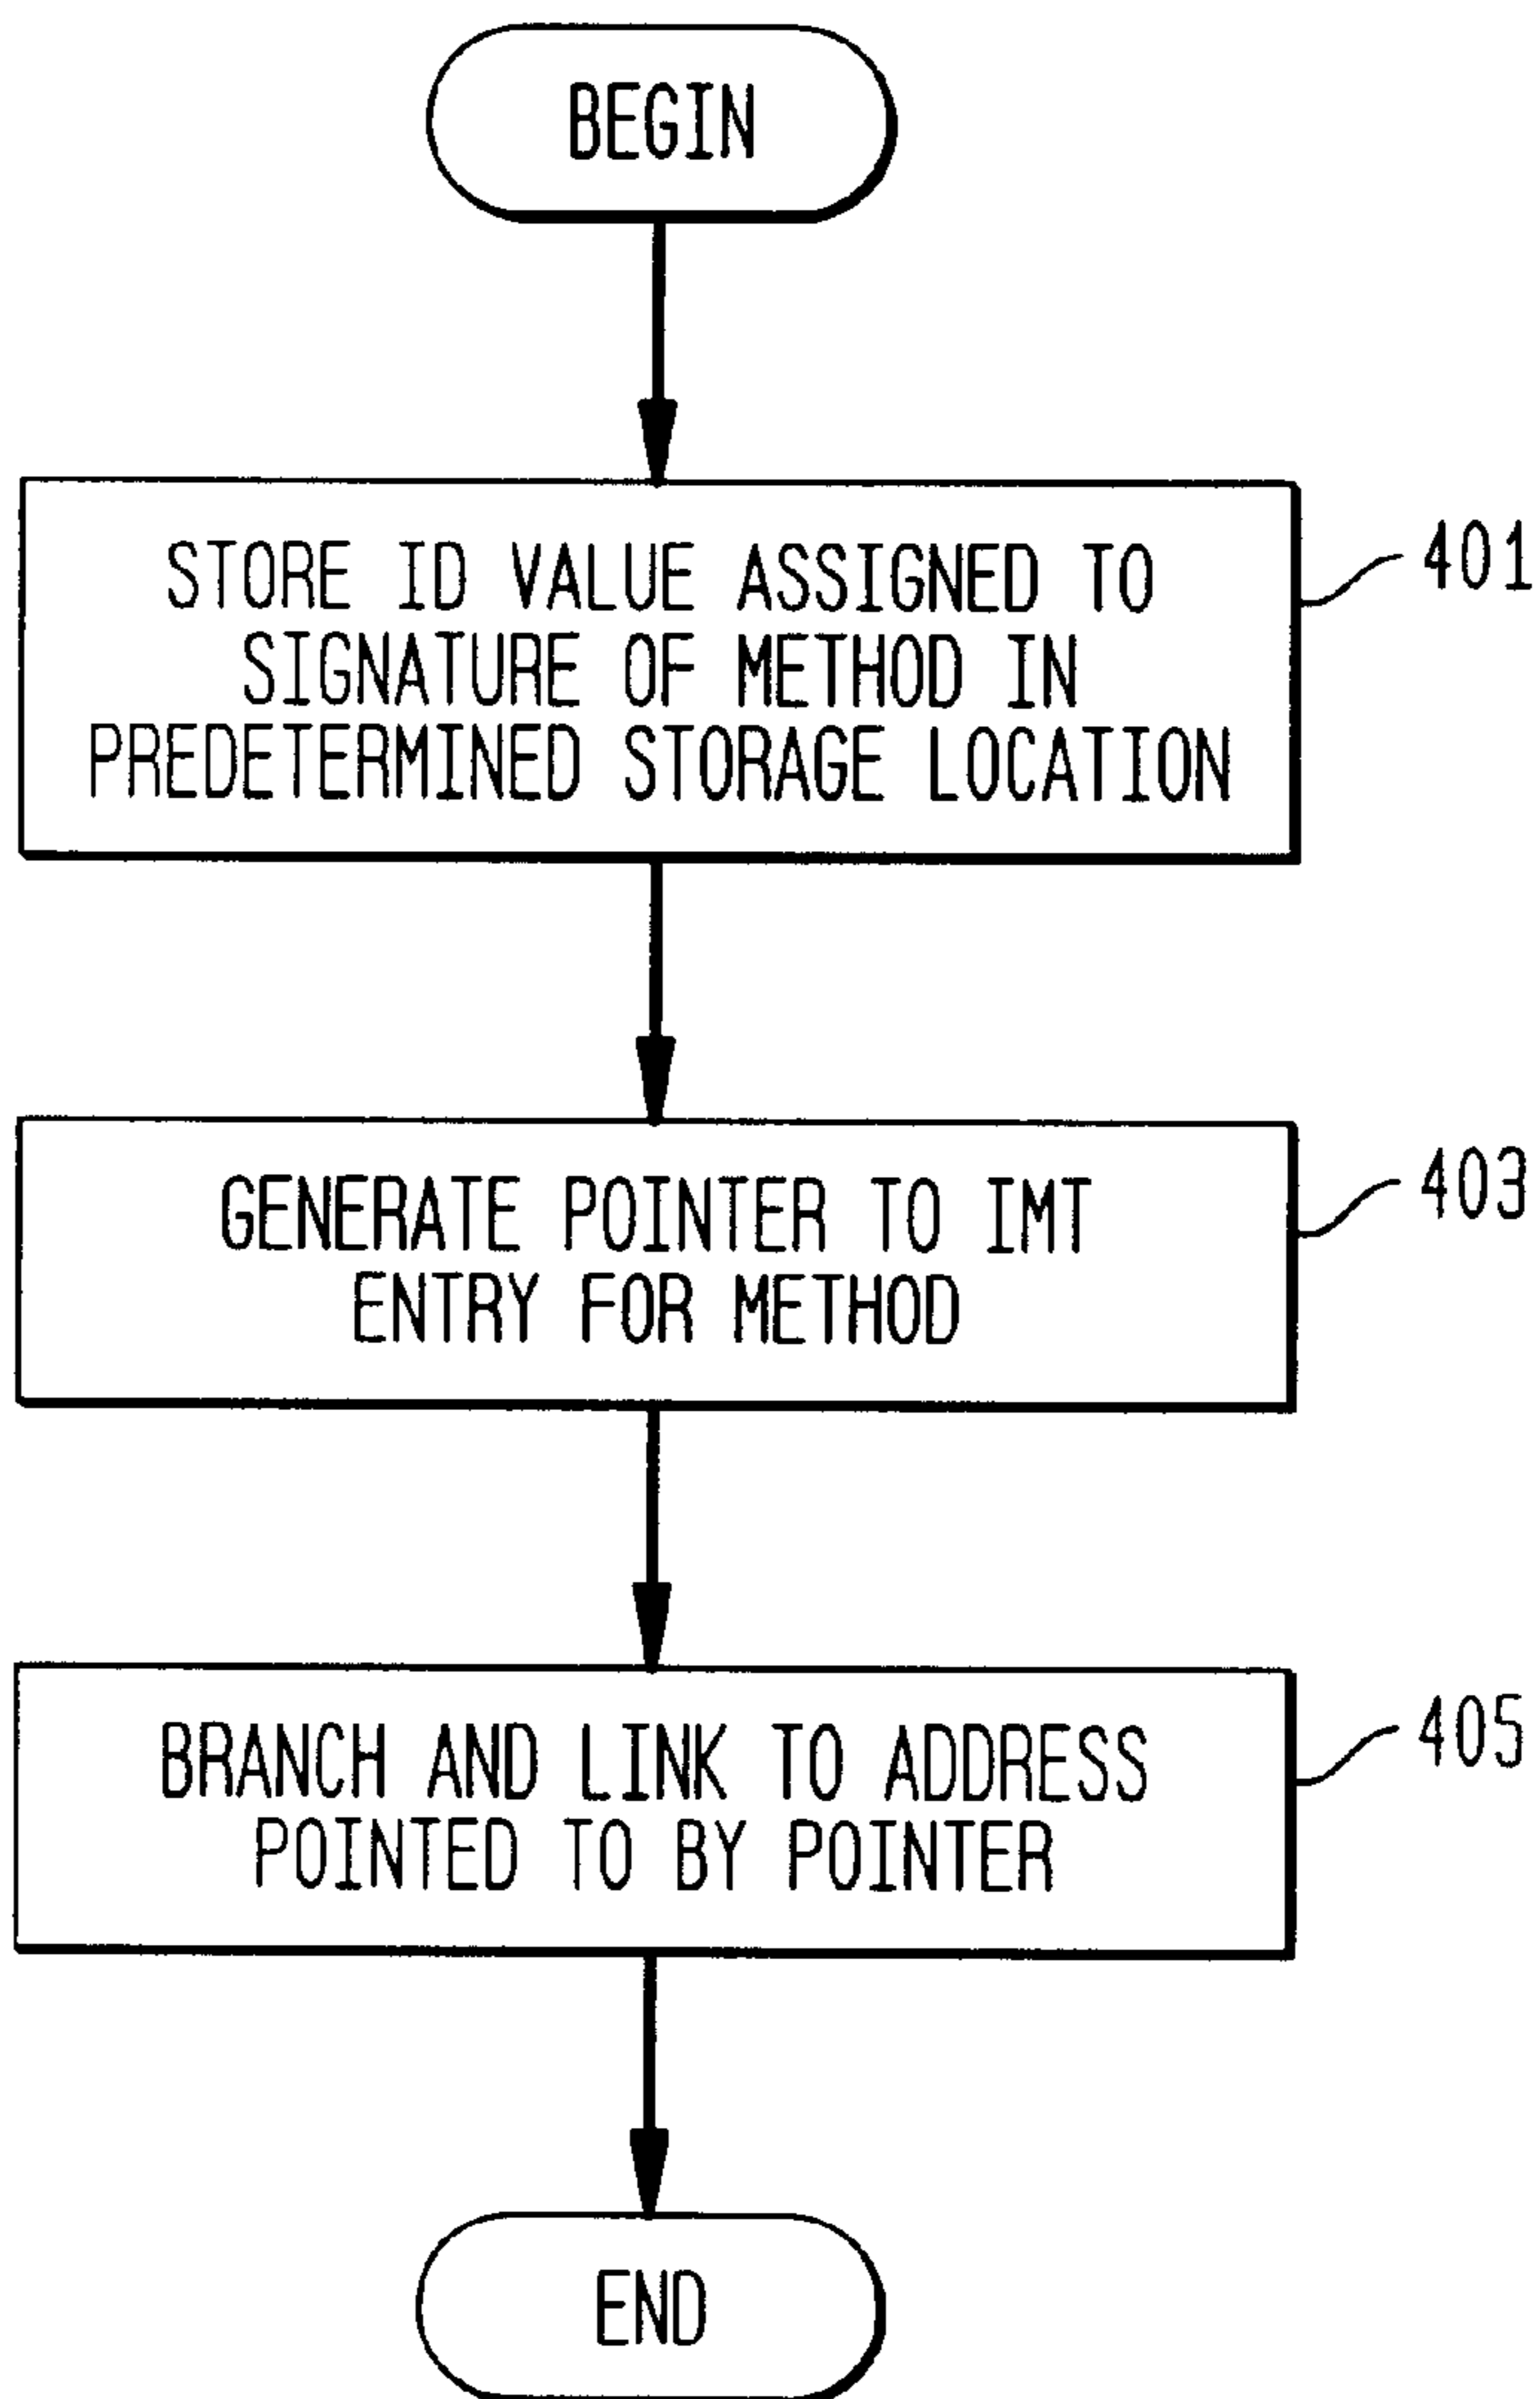 BEGIN
STORE ID VALUE ASSIGNED TO
SIGNATURE OF METHOD IN
PREDETERMINED STORAGE LOCATION
401
GENERATE POINTER TO IMT
ENTRY FOR METHOD
403
BRANCH AND LINK TO ADDRESS
POINTED TO BY POINTER
405
END